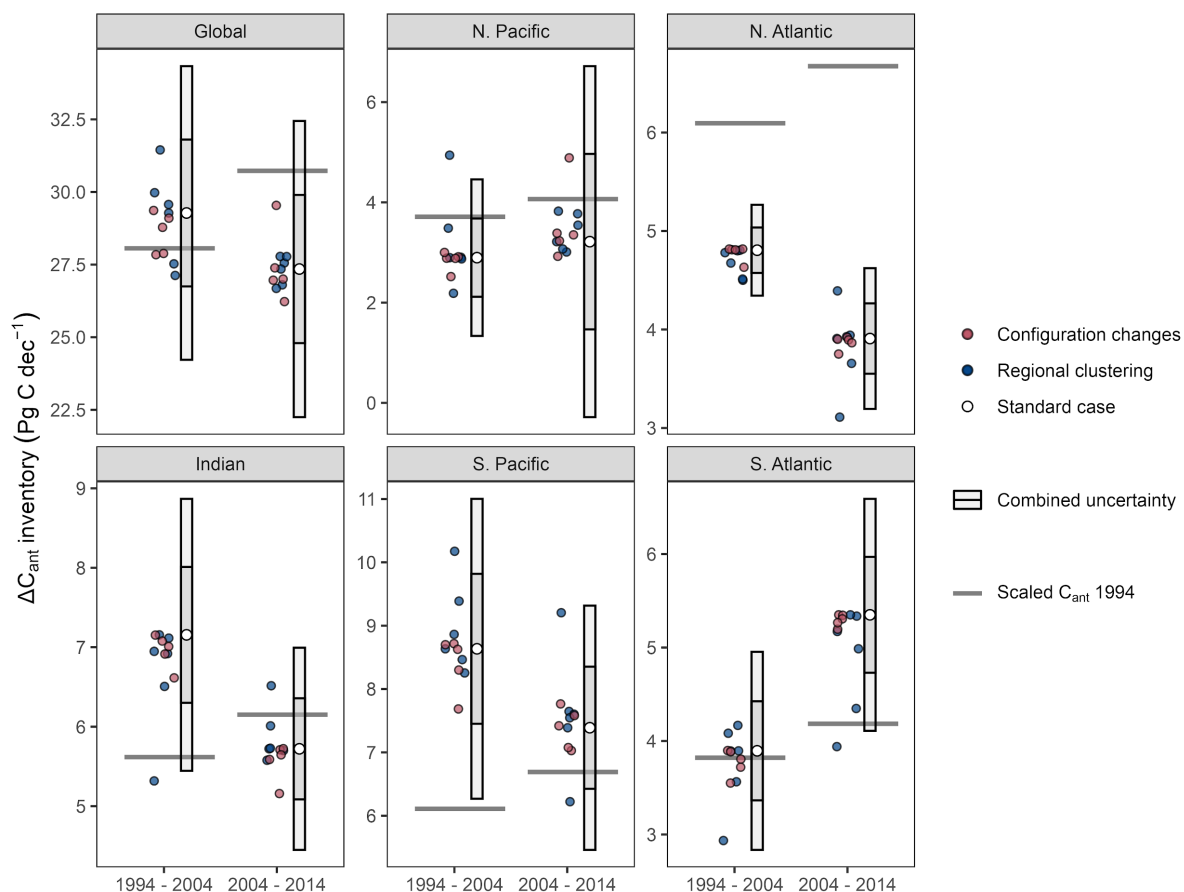 Global
N. Pacific
N. Atlantic
ΔCant inventory (Pg C dec⁻¹)
32.5
30.0
27.5
25.0
22.5
6
4
2
0
6
5
4
3
Indian
S. Pacific
S. Atlantic
9
8
7
6
5
11
10
9
8
7
6
6
5
4
3
1994 - 2004
2004 - 2014
1994 - 2004
2004 - 2014
1994 - 2004
2004 - 2014
Configuration changes
Regional clustering
Standard case
Combined uncertainty
Scaled Cant 1994